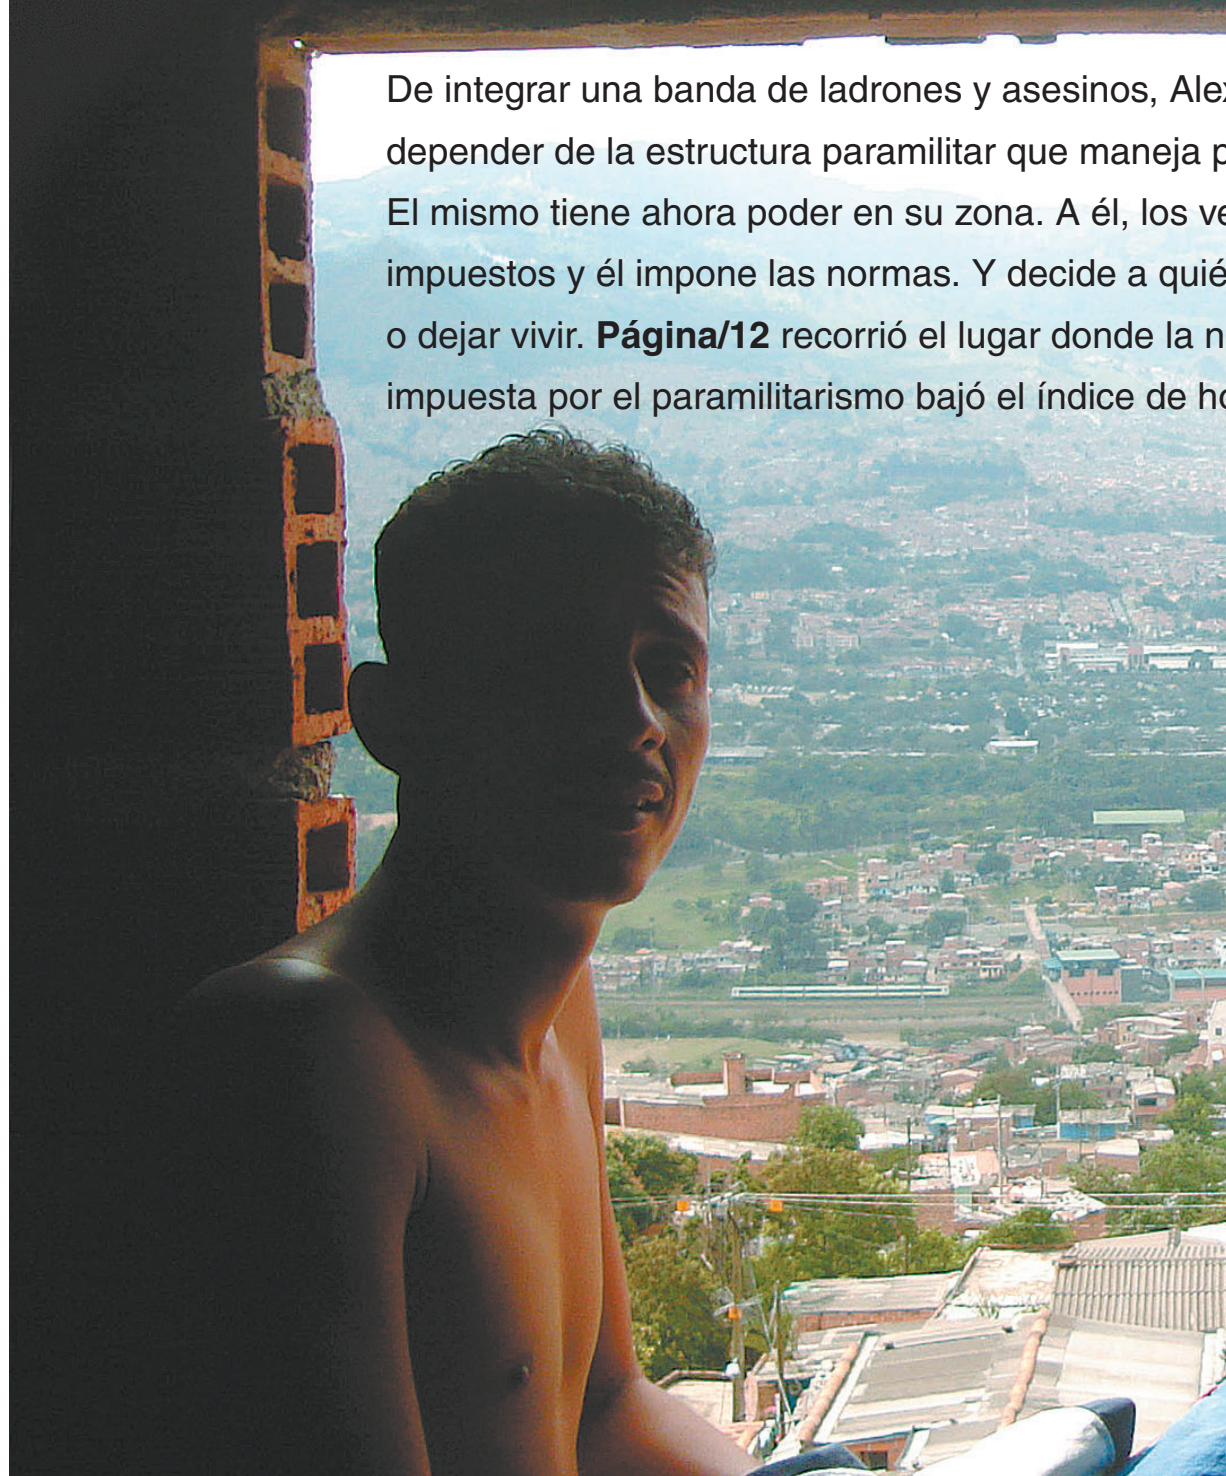 De integrar una banda de ladrones y asesinos,
depender de la estructura paramilitar que maneja
El mismo tiene ahora poder en su zona. A él, los
impuestos y él impone las normas. Y decide a
o dejar vivir. Página/12 recorrió el lugar donde la
impuesta por el paramilitarismo bajó el índice de